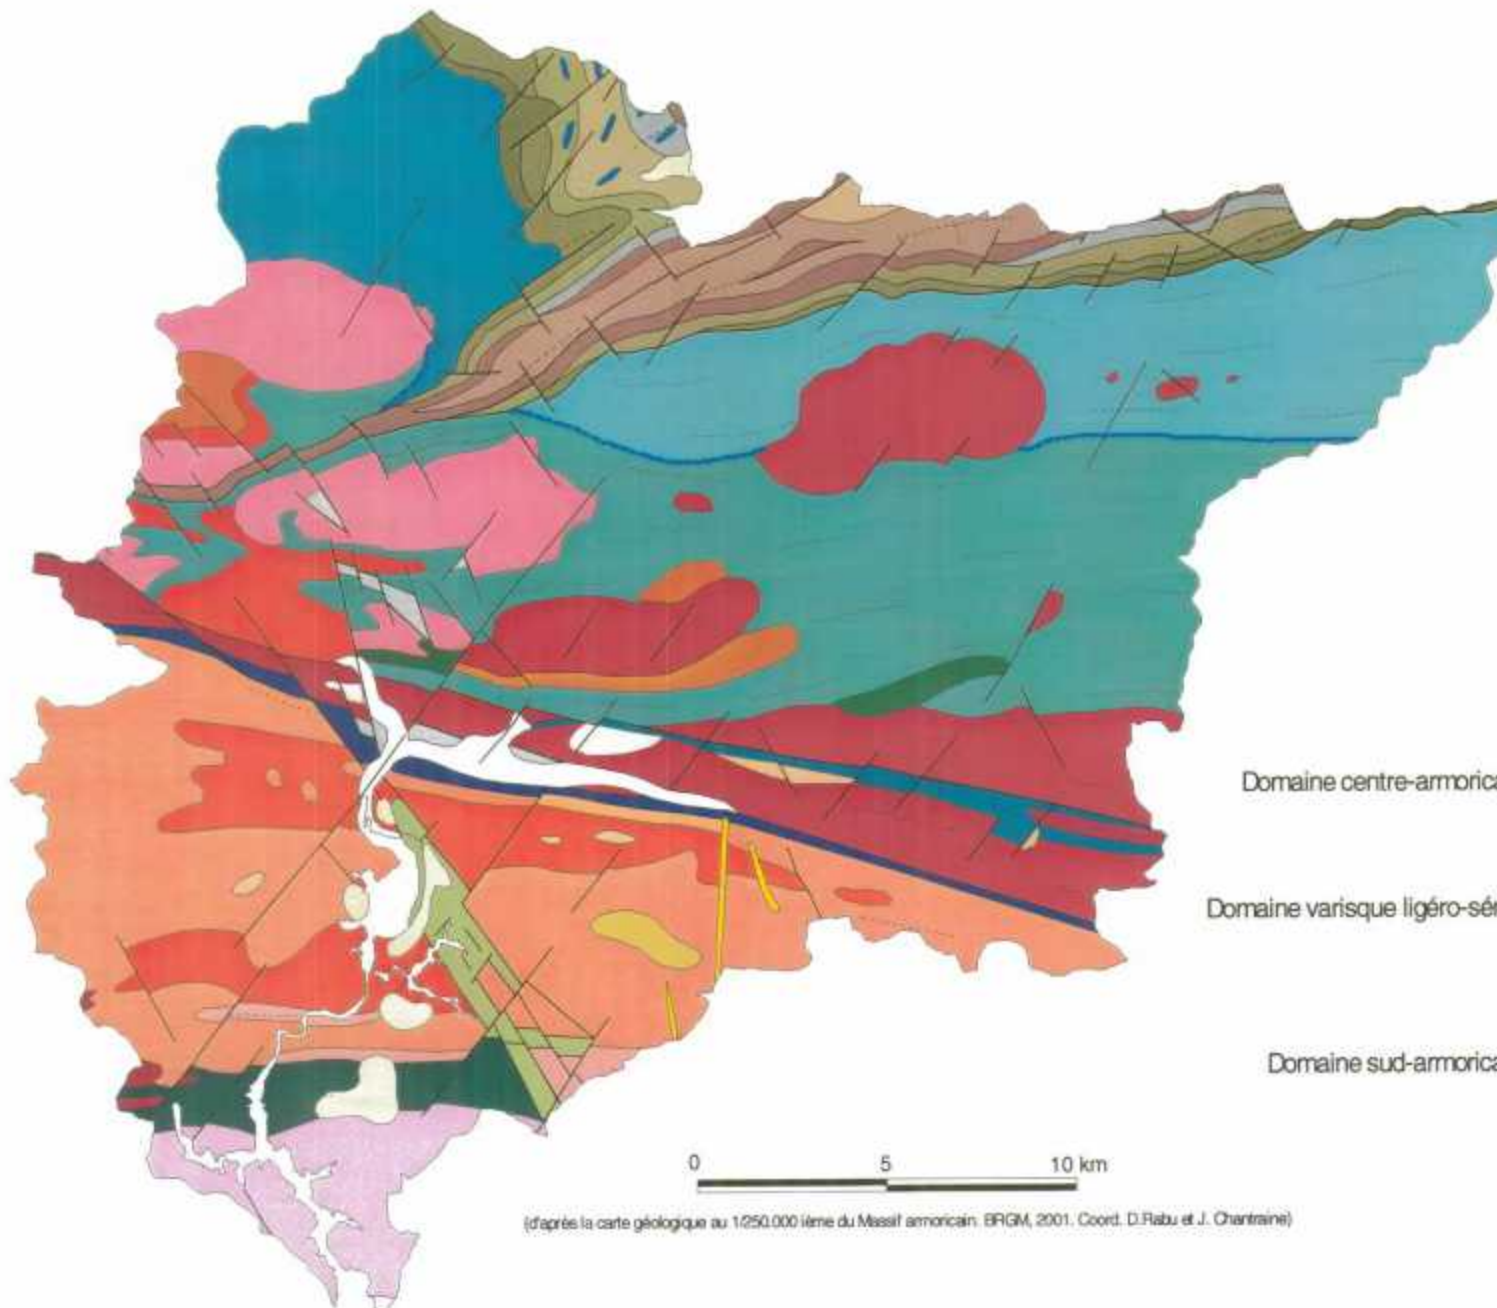 Domaine centre-armorica
Domaine varisque ligéro-sén
Domaine sud-armorica
0 5 10 km
(d'après la carte géologique au 1/250.000 ième du Massif armoricain. BRGM, 2001. Coord. D.Rabu et J. Chantraine)